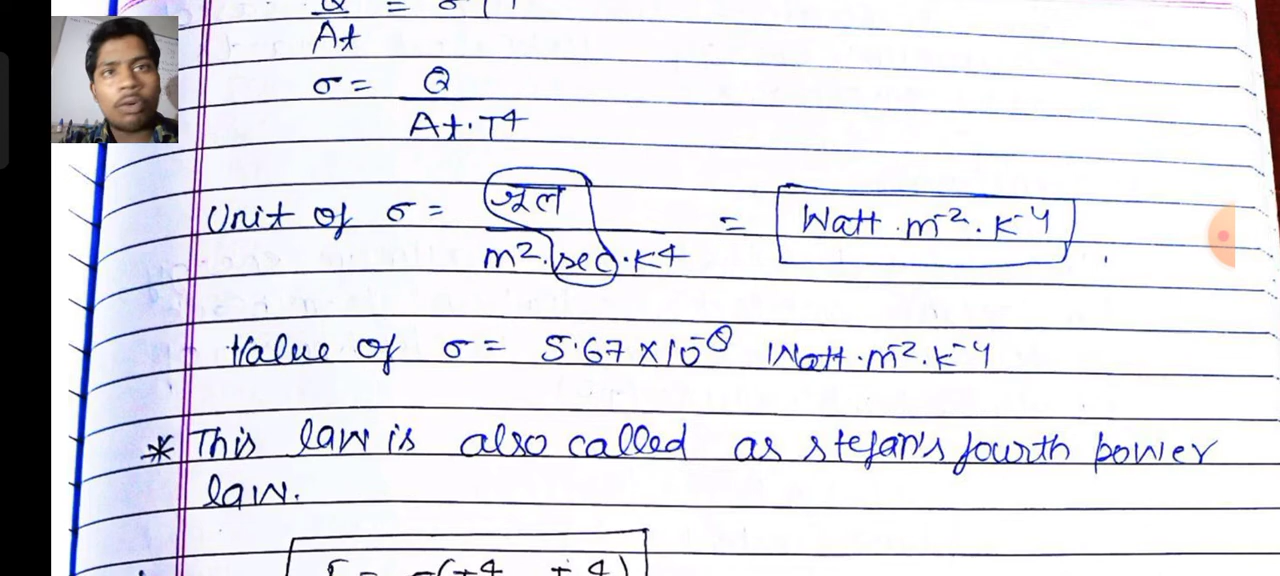 Q = σ
At
σ = Q
At·T⁴
Unit of σ = जूल = Watt·m⁻²·K⁻⁴
m²·sec·K⁴
Value of σ = 5.67×10⁻⁸ Watt·m⁻²·K⁻⁴
* This law is also called as stefan's fourth power
law.